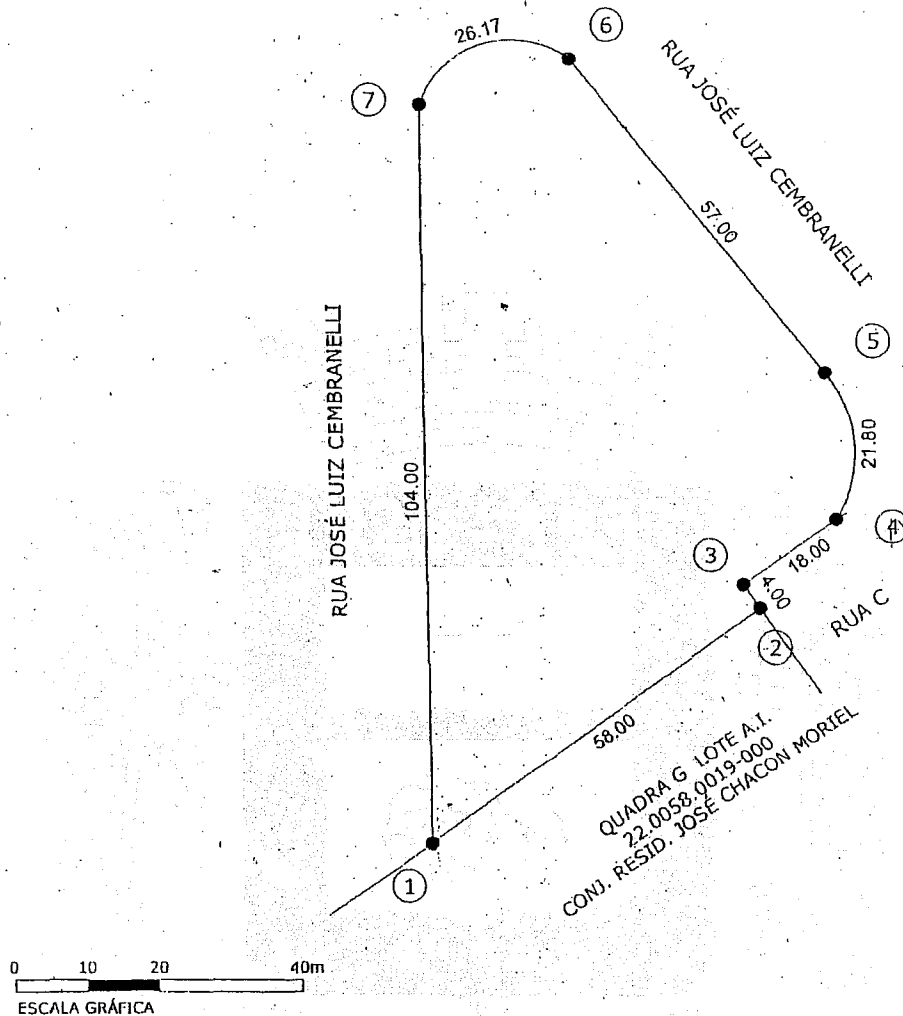 26.17
6
7
RUA JOSÉ LUIZ CEMBRANELLI
57.00
5
RUA JOSÉ LUIZ CEMBRANELLI
104.00
21.80
4
3
18.00
4.00
RUA C
2
58.00
QUADRA G LOTE A.I.
22.0058.0019-000
CONJ. RESID. JOSÉ CHACON MORIEL
1
0 10 20 40m
ESCALA GRÁFICA